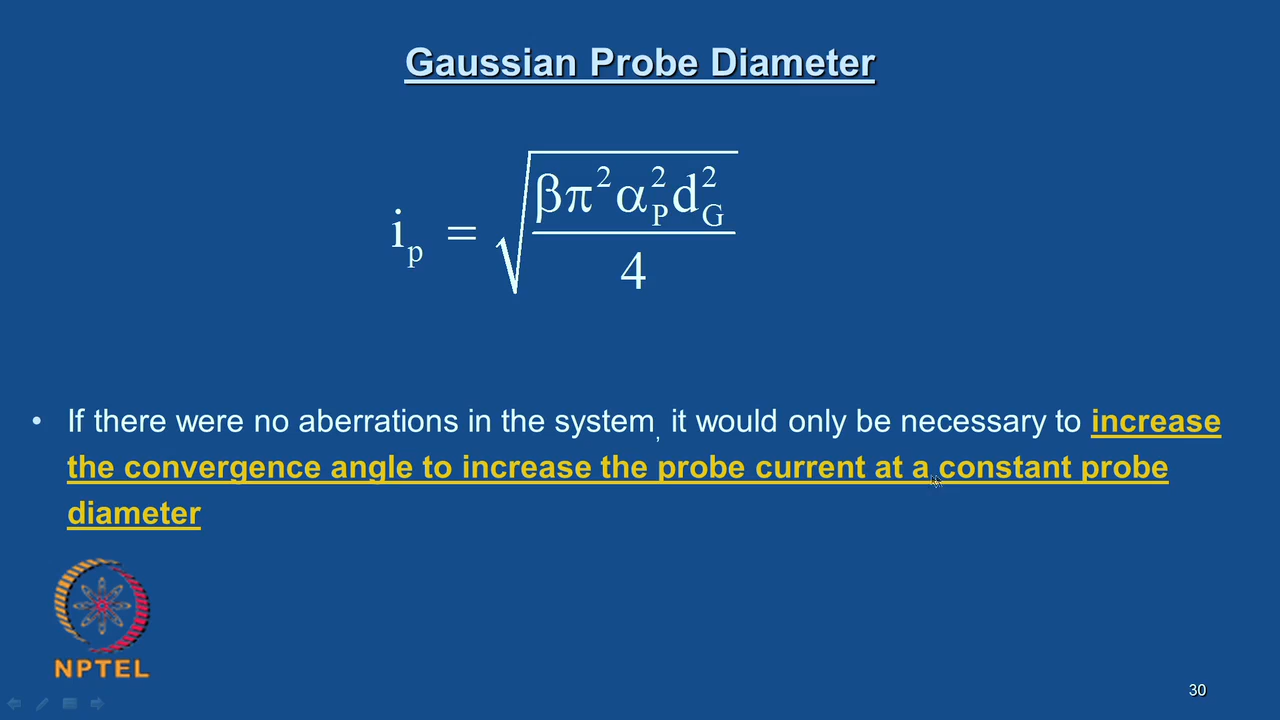 Gaussian Probe Diameter
i_p = √(βπ²α_P²d_G² / 4)
• If there were no aberrations in the system, it would only be necessary to increase
the convergence angle to increase the probe current at a constant probe
diameter
NPTEL
30